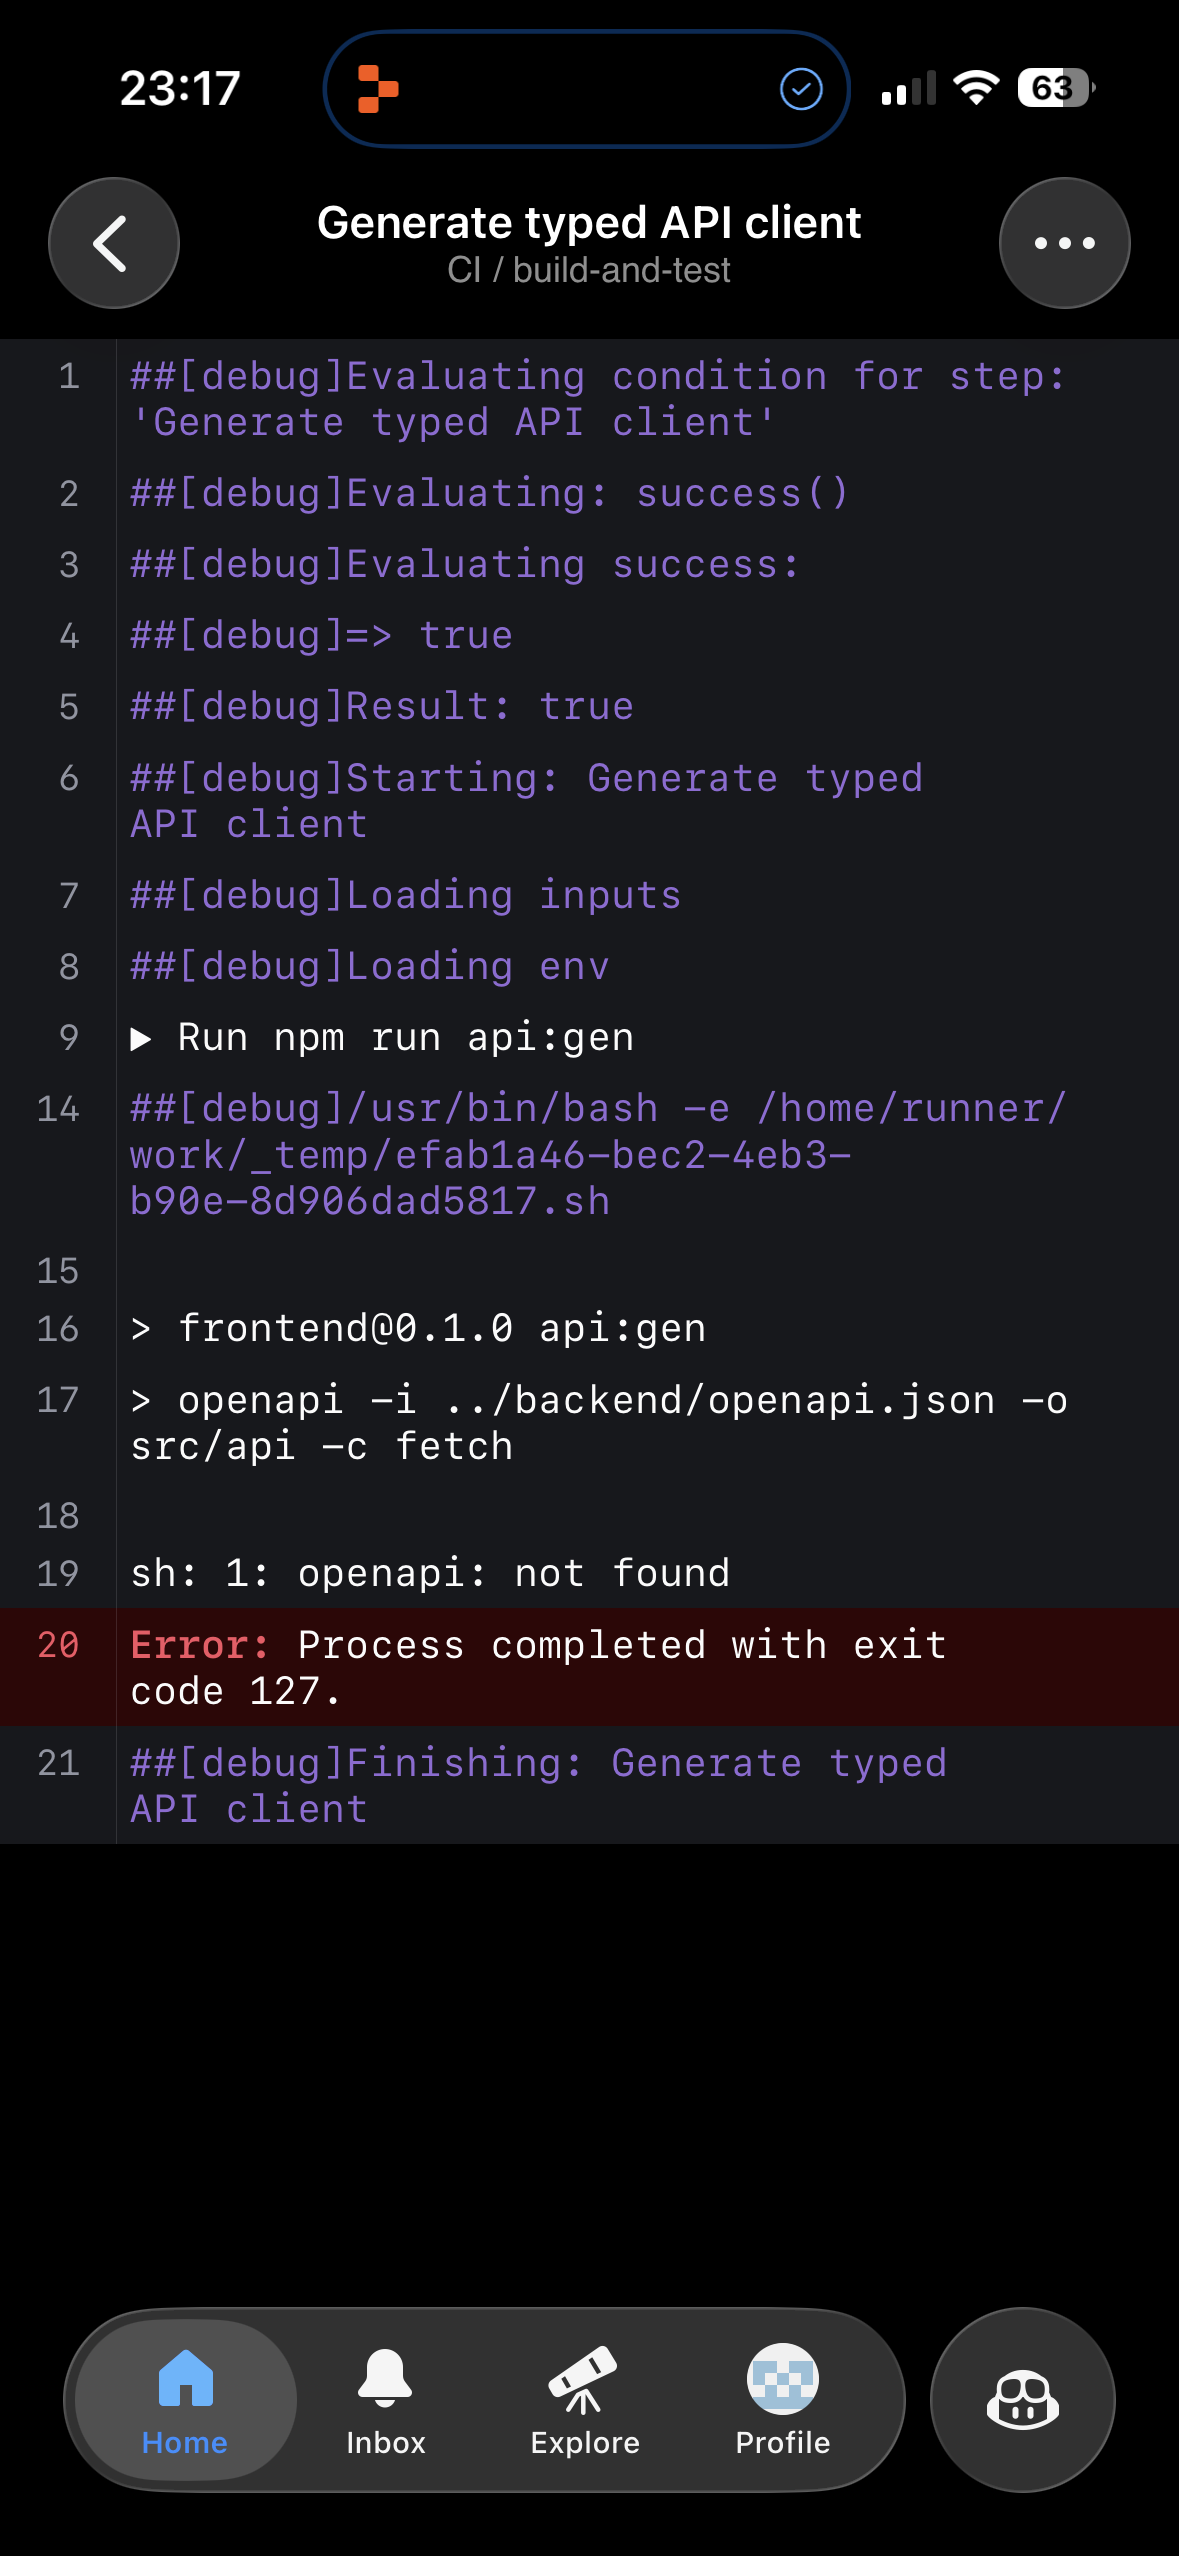 23:17
63
Generate typed API client
CI / build-and-test
1 ##[debug]Evaluating condition for step:
'Generate typed API client'
2 ##[debug]Evaluating: success()
3 ##[debug]Evaluating success:
4 ##[debug]=> true
5 ##[debug]Result: true
6 ##[debug]Starting: Generate typed
API client
7 ##[debug]Loading inputs
8 ##[debug]Loading env
9 ▶ Run npm run api:gen
14 ##[debug]/usr/bin/bash -e /home/runner/
work/_temp/efab1a46-bec2-4eb3-
b90e-8d906dad5817.sh
15
16 > frontend@0.1.0 api:gen
17 > openapi -i ../backend/openapi.json -o
src/api -c fetch
18
19 sh: 1: openapi: not found
20 Error: Process completed with exit
code 127.
21 ##[debug]Finishing: Generate typed
API client
Home
Inbox
Explore
Profile